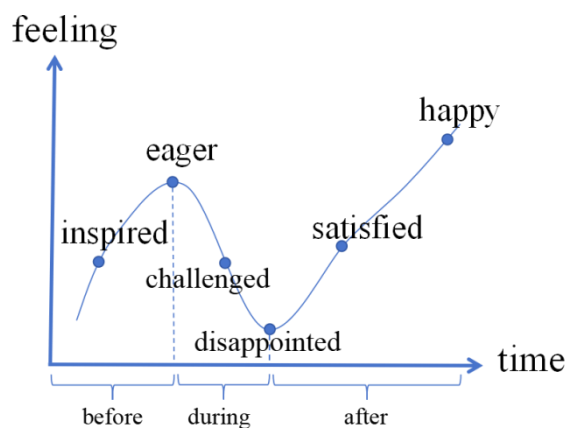 feeling
happy
eager
inspired
satisfied
challenged
disappointed
time
before
during
after